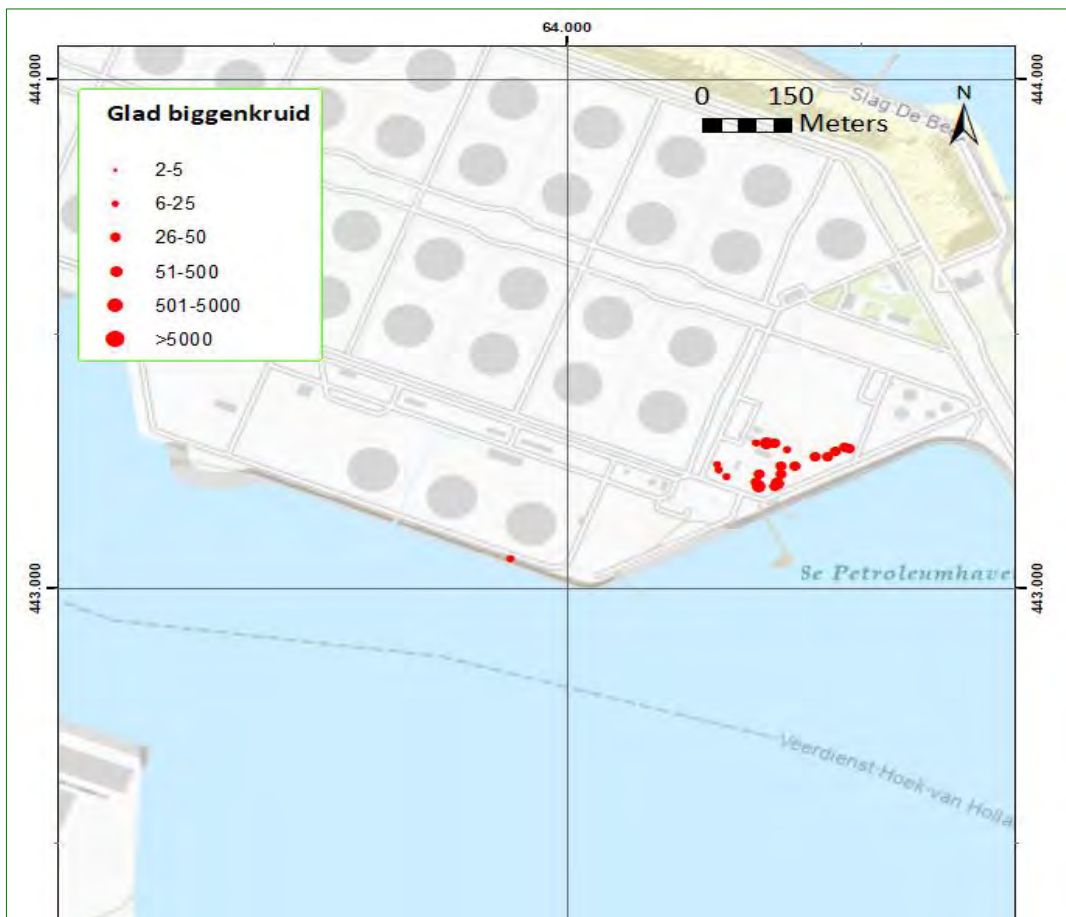 64.000
444.000
444.000
Glad biggenkruid
2-5
6-25
26-50
51-500
501-5000
>5000
0 150
Meters
N
Slag De Be
8e Petroleumhave
443.000
443.000
Veerdienst Hoek van Holla